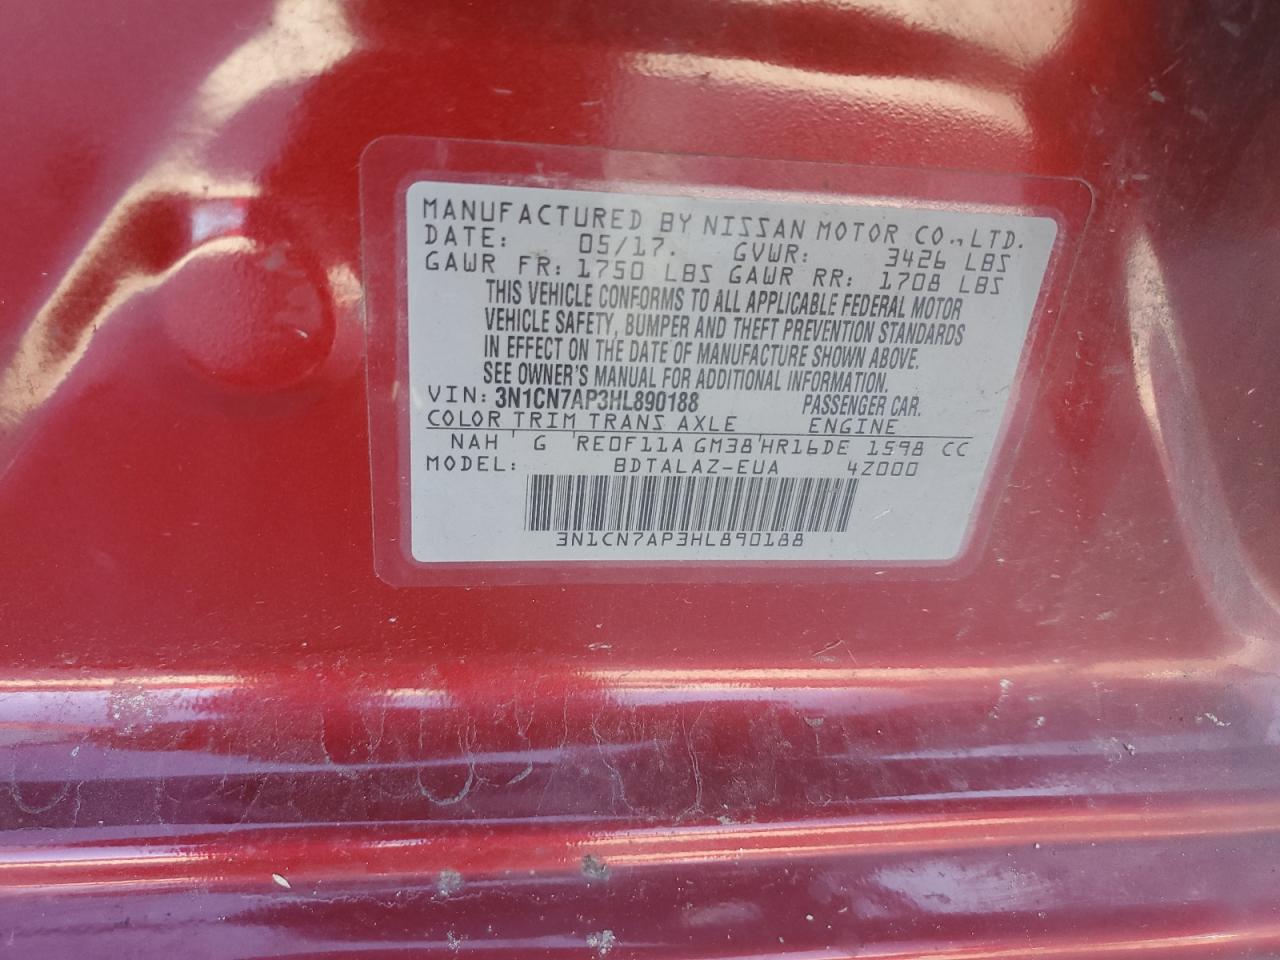 MANUFACTURED BY NISSAN MOTOR CO., LTD.
DATE: 05/17. GVWR: 3426 LBS
GAWR FR: 1750 LBS GAWR RR: 1708 LBS
THIS VEHICLE CONFORMS TO ALL APPLICABLE FEDERAL MOTOR
VEHICLE SAFETY, BUMPER AND THEFT PREVENTION STANDARDS
IN EFFECT ON THE DATE OF MANUFACTURE SHOWN ABOVE.
SEE OWNER'S MANUAL FOR ADDITIONAL INFORMATION.
VIN: 3N1CN7AP3HL890188 PASSENGER CAR.
COLOR TRIM TRANS AXLE ENGINE
NAH ' G 'RE0F11A GM38'HR16DE 1598 CC
MODEL: BDTALAZ-EUA 4Z000
3N1CN7AP3HL890188